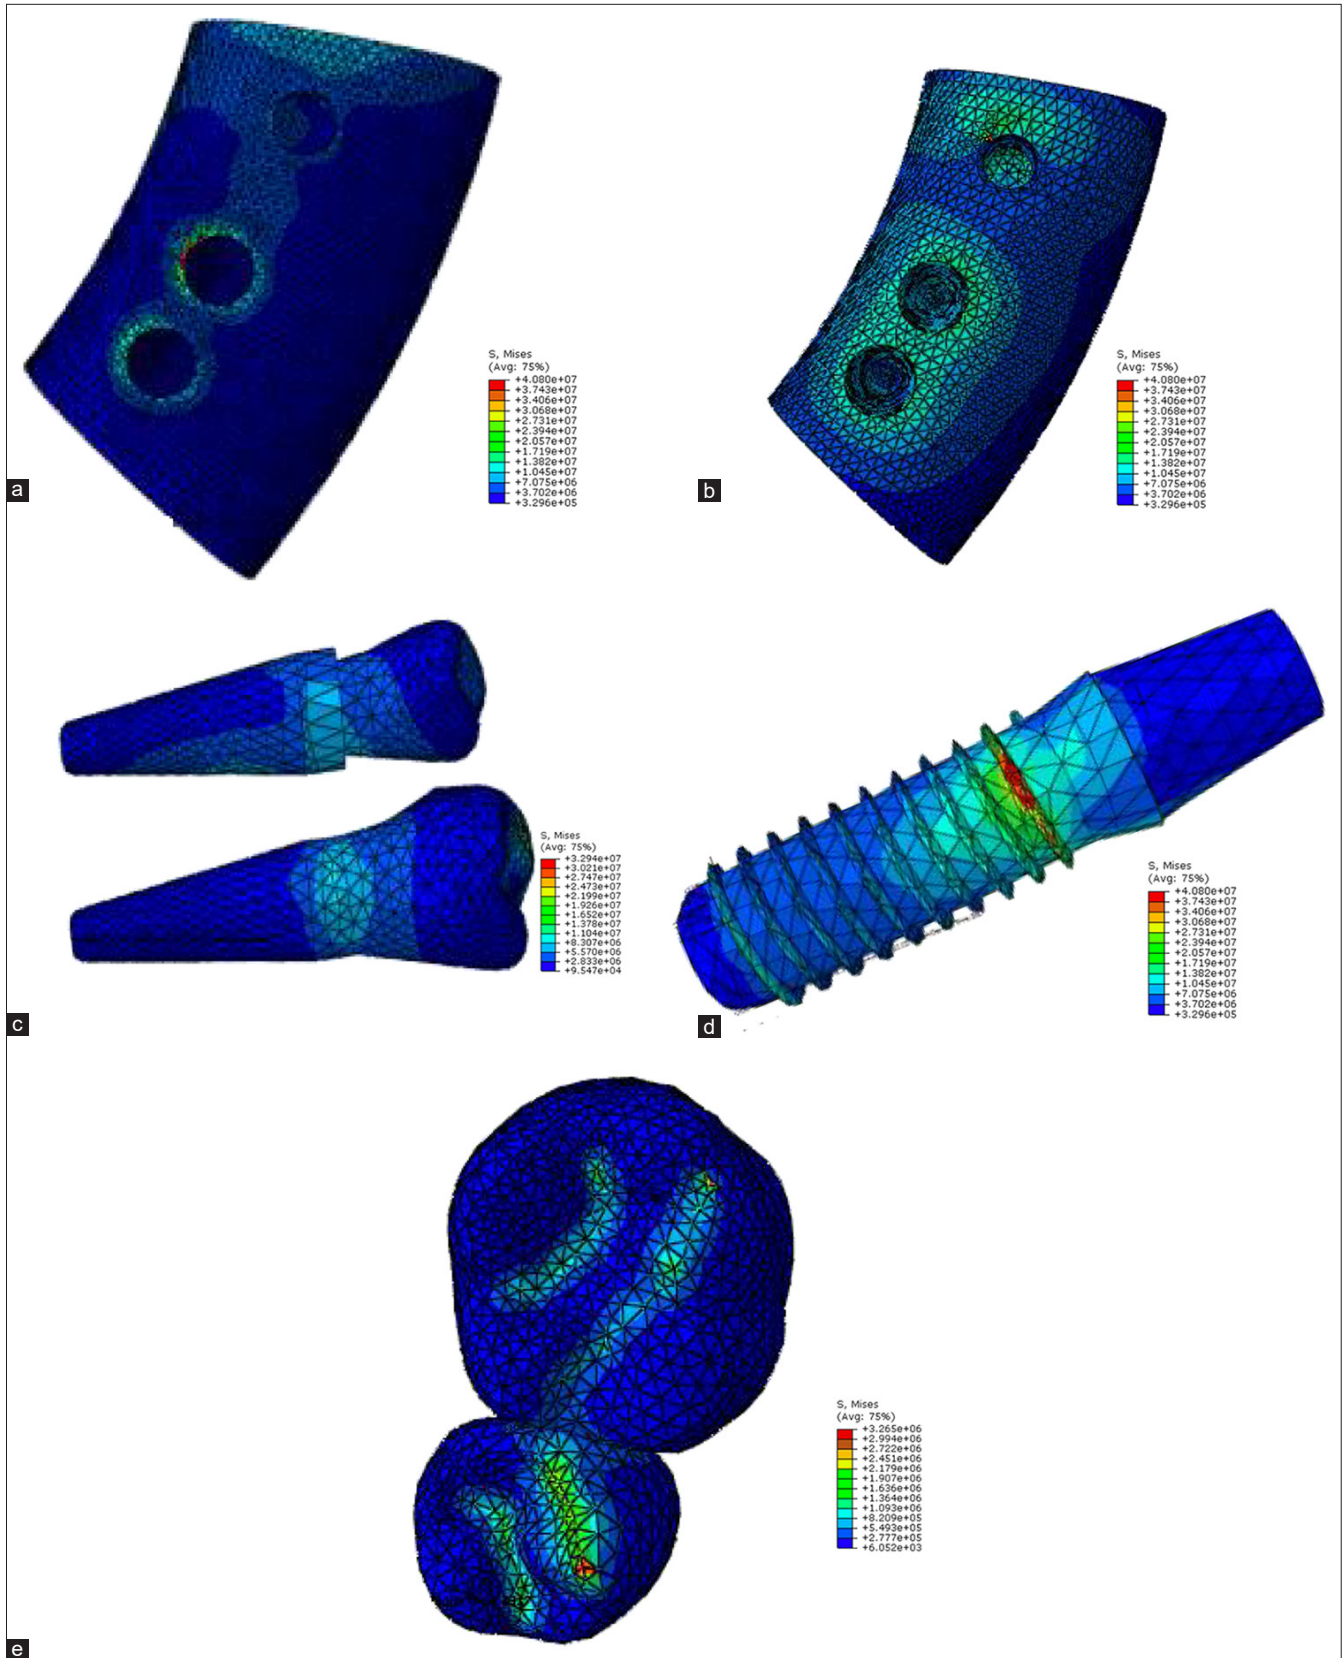 S, Mises
(Avg: 75%)
+4.080e+07
+3.743e+07
+3.406e+07
+3.068e+07
+2.731e+07
+2.394e+07
+2.057e+07
+1.719e+07
+1.382e+07
+1.045e+07
+7.075e+06
+3.702e+06
+3.296e+05
a
S, Mises
(Avg: 75%)
+4.080e+07
+3.743e+07
+3.406e+07
+3.068e+07
+2.731e+07
+2.394e+07
+2.057e+07
+1.719e+07
+1.382e+07
+1.045e+07
+7.075e+06
+3.702e+06
+3.296e+05
b
S, Mises
(Avg: 75%)
+3.294e+07
+3.021e+07
+2.747e+07
+2.473e+07
+2.199e+07
+1.926e+07
+1.652e+07
+1.378e+07
+1.104e+07
+8.307e+06
+5.570e+06
+2.833e+06
+9.547e+04
c
S, Mises
(Avg: 75%)
+4.080e+07
+3.743e+07
+3.406e+07
+3.068e+07
+2.731e+07
+2.394e+07
+2.057e+07
+1.719e+07
+1.382e+07
+1.045e+07
+7.075e+06
+3.702e+06
+3.296e+05
d
S, Mises
(Avg: 75%)
+3.265e+06
+2.994e+06
+2.722e+06
+2.451e+06
+2.179e+06
+1.907e+06
+1.636e+06
+1.364e+06
+1.093e+06
+8.209e+05
+5.493e+05
+2.777e+05
+6.052e+03
e